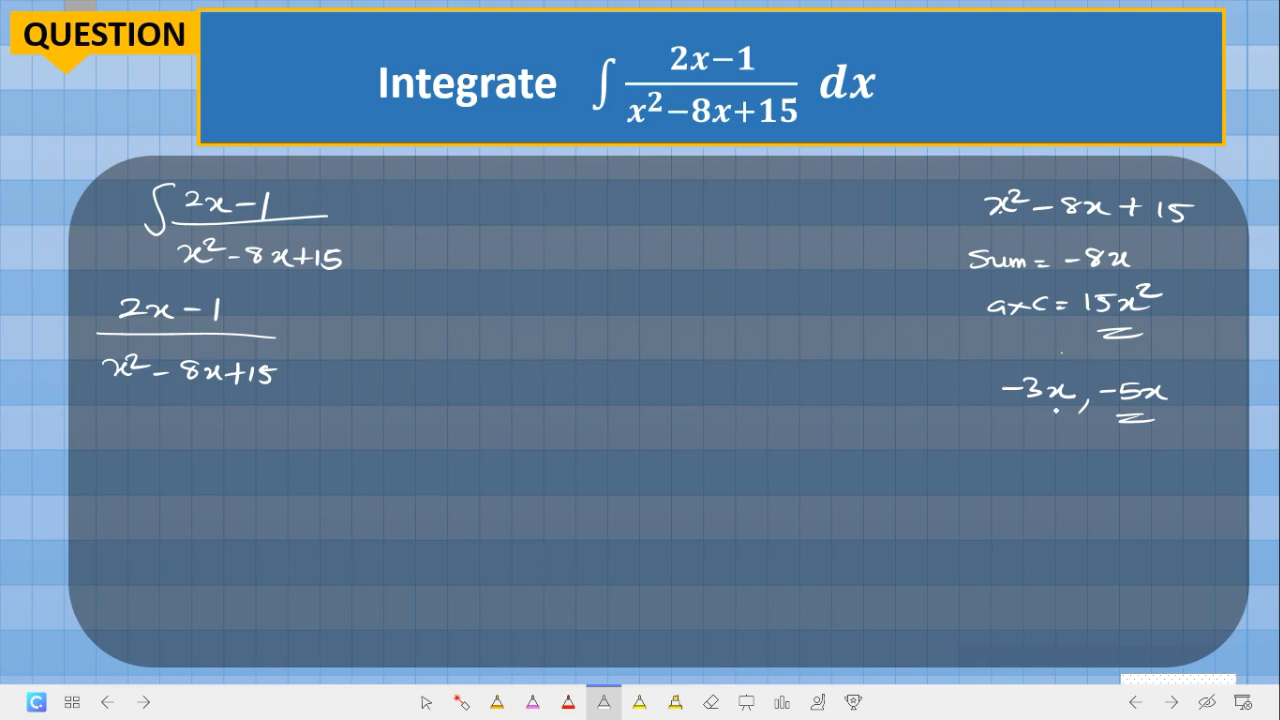 QUESTION
Integrate ∫ 2x−1 / x²−8x+15 dx
∫ 2x − 1 / x² − 8x + 15
2x − 1 / x² − 8x + 15
x² − 8x + 15
Sum = − 8x
a×c = 15x²
−3x, −5x